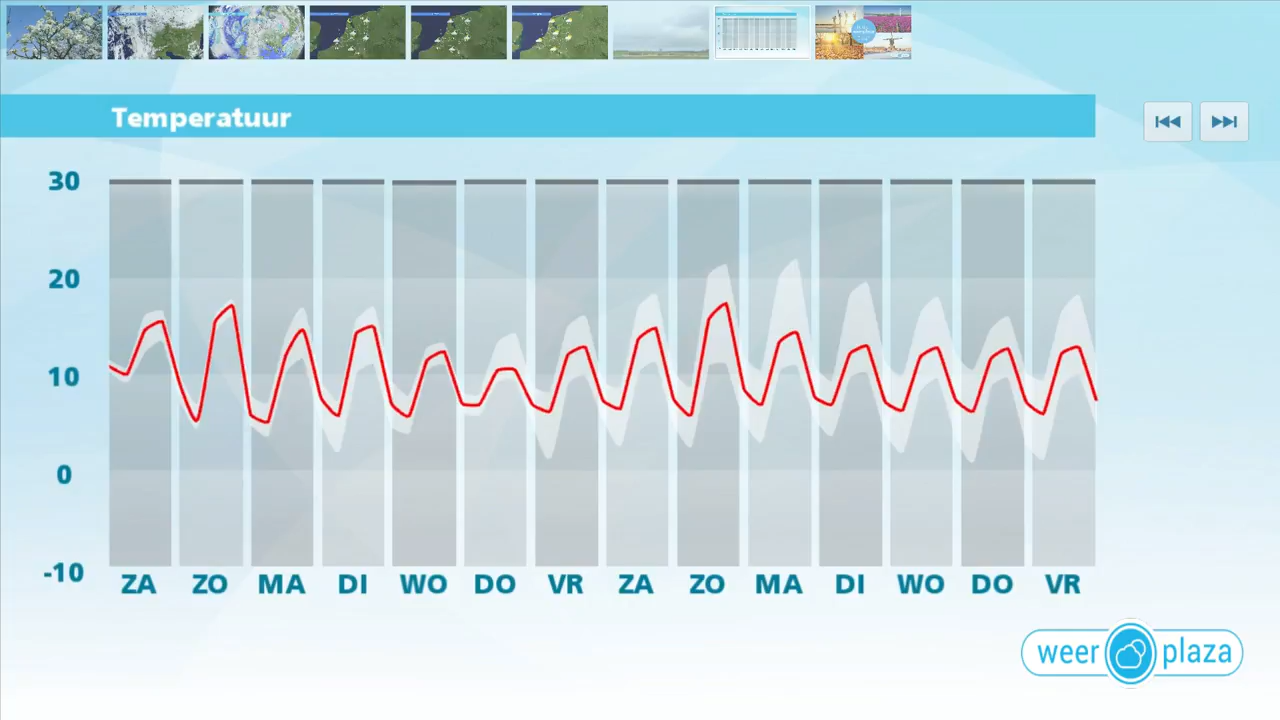 Temperatuur
30
20
10
0
-10
ZA ZO MA DI WO DO VR ZA ZO MA DI WO DO VR
weer plaza